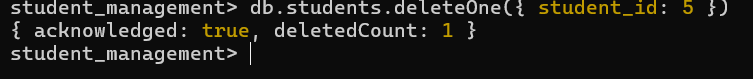 student_management> db.students.deleteOne({ student_id: 5 })
{ acknowledged: true, deletedCount: 1 }
student_management>